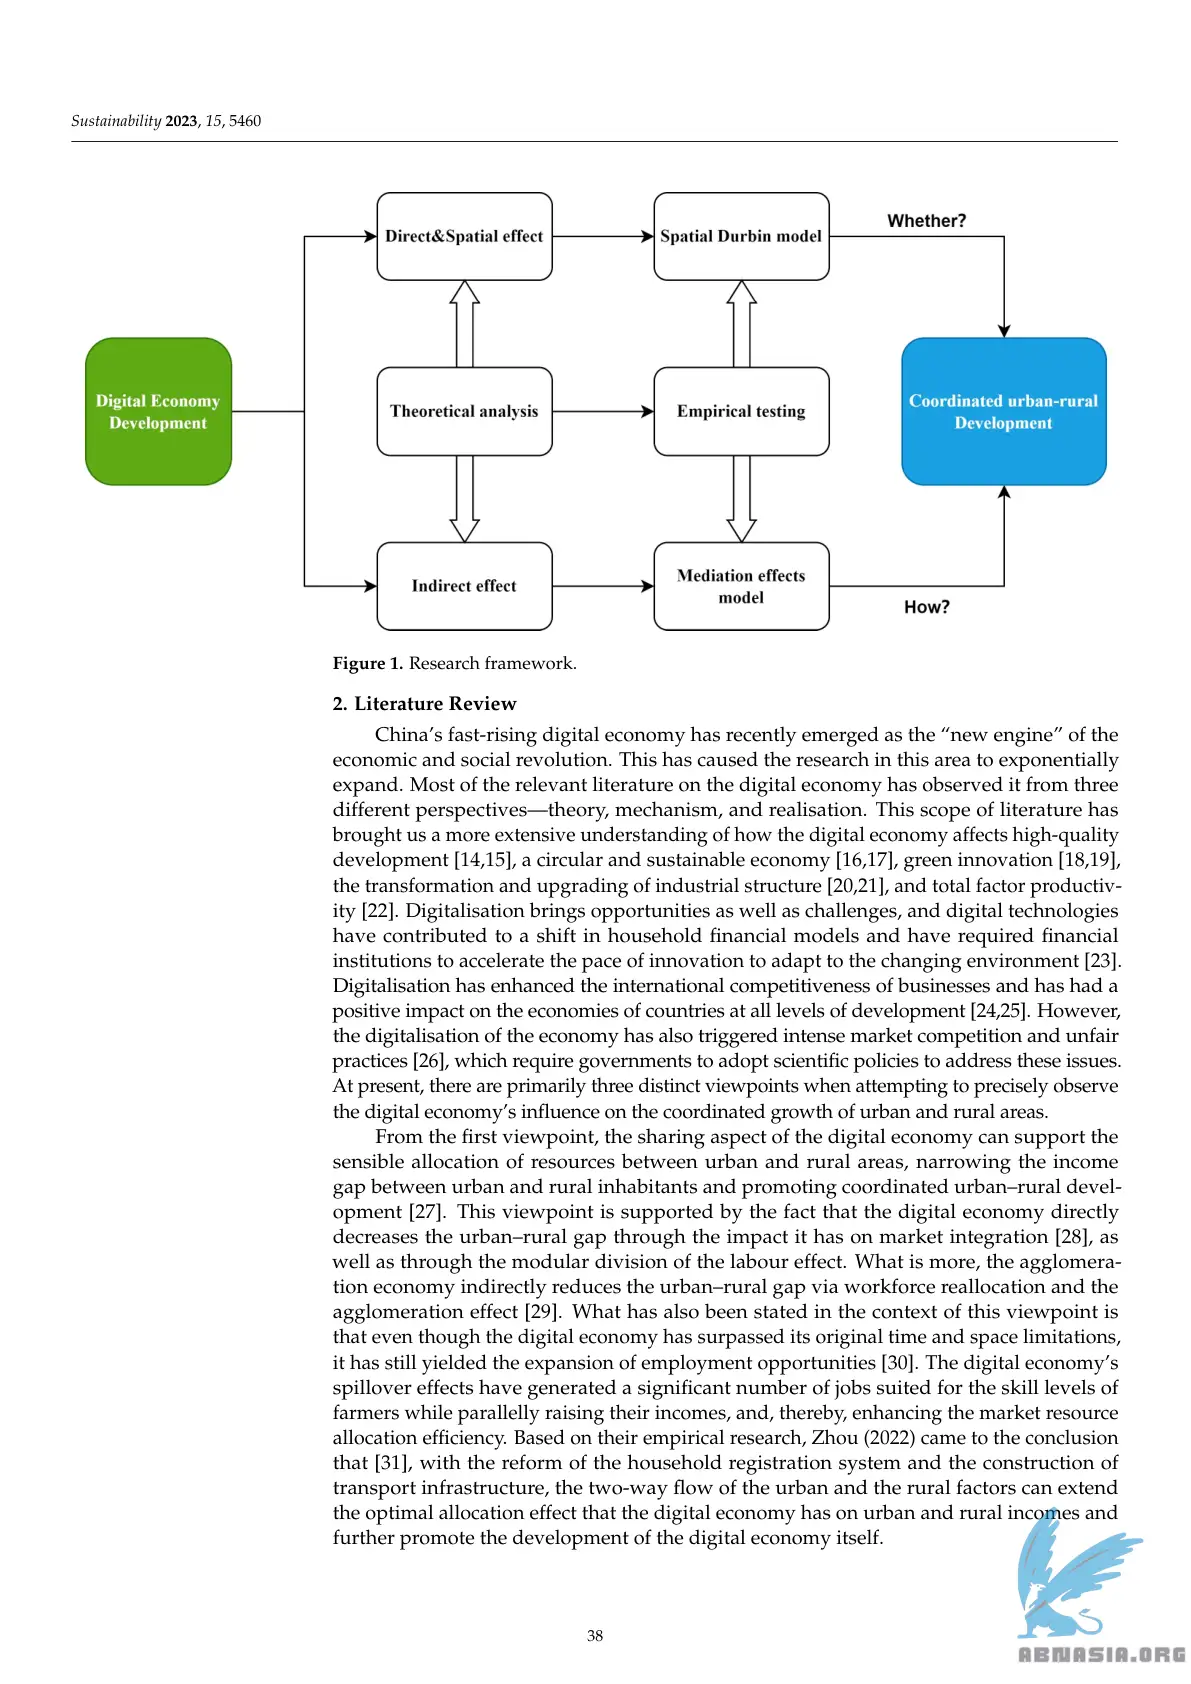 Sustainability 2023, 15, 5460
Direct&Spatial effect
Spatial Durbin model
Whether?
Digital Economy
Development
Theoretical analysis
Empirical testing
Coordinated urban-rural
Development
Indirect effect
Mediation effects
model
How?
Figure 1. Research framework.
2. Literature Review
China's fast-rising digital economy has recently emerged as the "new engine" of the
economic and social revolution. This has caused the research in this area to exponentially
expand. Most of the relevant literature on the digital economy has observed it from three
different perspectives—theory, mechanism, and realisation. This scope of literature has
brought us a more extensive understanding of how the digital economy affects high-quality
development [14,15], a circular and sustainable economy [16,17], green innovation [18,19],
the transformation and upgrading of industrial structure [20,21], and total factor productiv-
ity [22]. Digitalisation brings opportunities as well as challenges, and digital technologies
have contributed to a shift in household financial models and have required financial
institutions to accelerate the pace of innovation to adapt to the changing environment [23].
Digitalisation has enhanced the international competitiveness of businesses and has had a
positive impact on the economies of countries at all levels of development [24,25]. However,
the digitalisation of the economy has also triggered intense market competition and unfair
practices [26], which require governments to adopt scientific policies to address these issues.
At present, there are primarily three distinct viewpoints when attempting to precisely observe
the digital economy's influence on the coordinated growth of urban and rural areas.
From the first viewpoint, the sharing aspect of the digital economy can support the
sensible allocation of resources between urban and rural areas, narrowing the income
gap between urban and rural inhabitants and promoting coordinated urban–rural devel-
opment [27]. This viewpoint is supported by the fact that the digital economy directly
decreases the urban–rural gap through the impact it has on market integration [28], as
well as through the modular division of the labour effect. What is more, the agglomera-
tion economy indirectly reduces the urban–rural gap via workforce reallocation and the
agglomeration effect [29]. What has also been stated in the context of this viewpoint is
that even though the digital economy has surpassed its original time and space limitations,
it has still yielded the expansion of employment opportunities [30]. The digital economy's
spillover effects have generated a significant number of jobs suited for the skill levels of
farmers while parallelly raising their incomes, and, thereby, enhancing the market resource
allocation efficiency. Based on their empirical research, Zhou (2022) came to the conclusion
that [31], with the reform of the household registration system and the construction of
transport infrastructure, the two-way flow of the urban and the rural factors can extend
the optimal allocation effect that the digital economy has on urban and rural incomes and
further promote the development of the digital economy itself.
38
ABNASIA.ORG